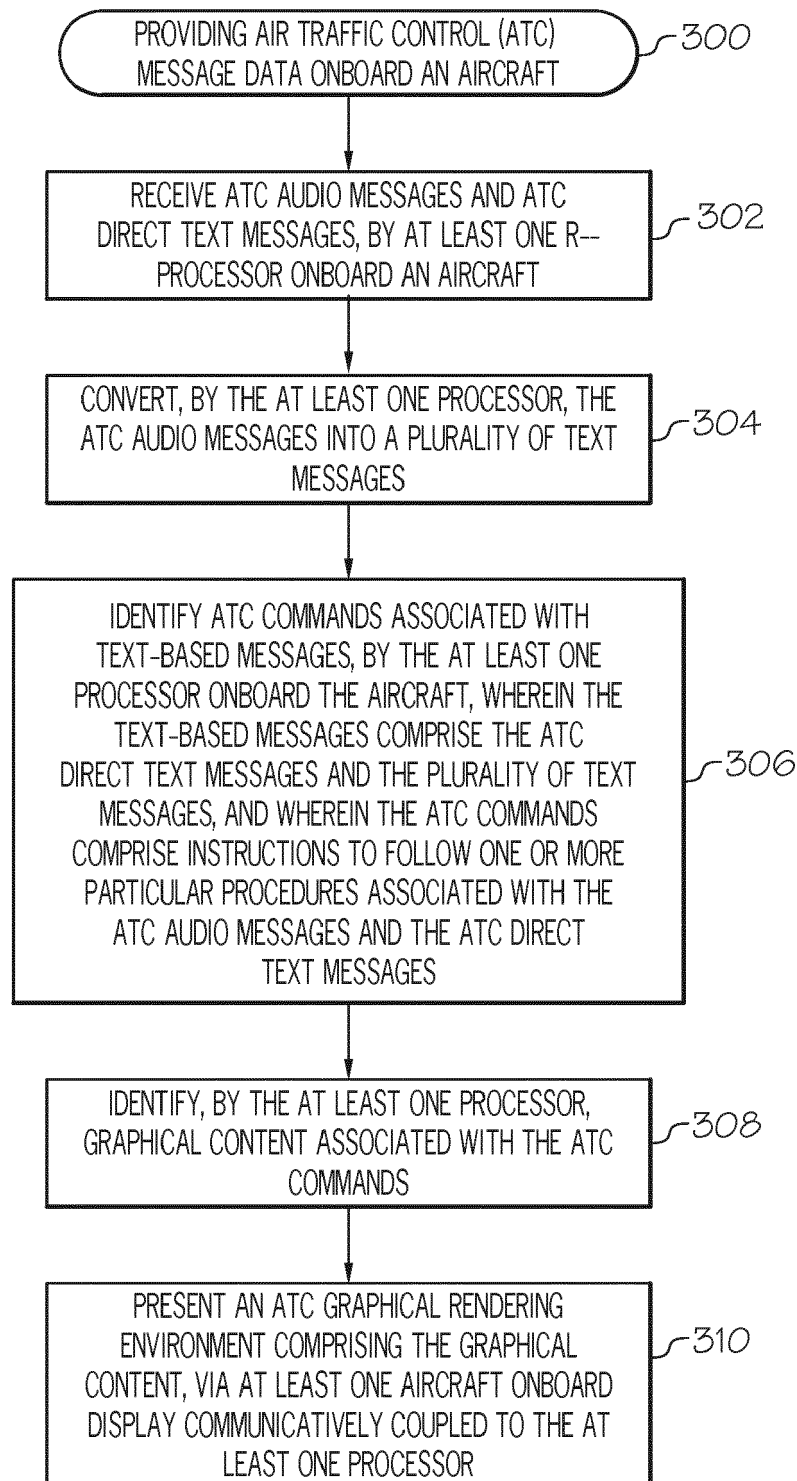 PROVIDING AIR TRAFFIC CONTROL (ATC)
MESSAGE DATA ONBOARD AN AIRCRAFT
300
RECEIVE ATC AUDIO MESSAGES AND ATC
DIRECT TEXT MESSAGES, BY AT LEAST ONE R--
PROCESSOR ONBOARD AN AIRCRAFT
302
CONVERT, BY THE AT LEAST ONE PROCESSOR, THE
ATC AUDIO MESSAGES INTO A PLURALITY OF TEXT
MESSAGES
304
IDENTIFY ATC COMMANDS ASSOCIATED WITH
TEXT-BASED MESSAGES, BY THE AT LEAST ONE
PROCESSOR ONBOARD THE AIRCRAFT, WHEREIN THE
TEXT-BASED MESSAGES COMPRISE THE ATC
DIRECT TEXT MESSAGES AND THE PLURALITY OF TEXT
MESSAGES, AND WHEREIN THE ATC COMMANDS
COMPRISE INSTRUCTIONS TO FOLLOW ONE OR MORE
PARTICULAR PROCEDURES ASSOCIATED WITH THE
ATC AUDIO MESSAGES AND THE ATC DIRECT
TEXT MESSAGES
306
IDENTIFY, BY THE AT LEAST ONE PROCESSOR,
GRAPHICAL CONTENT ASSOCIATED WITH THE ATC
COMMANDS
308
PRESENT AN ATC GRAPHICAL RENDERING
ENVIRONMENT COMPRISING THE GRAPHICAL
CONTENT, VIA AT LEAST ONE AIRCRAFT ONBOARD
DISPLAY COMMUNICATIVELY COUPLED TO THE AT
LEAST ONE PROCESSOR
310